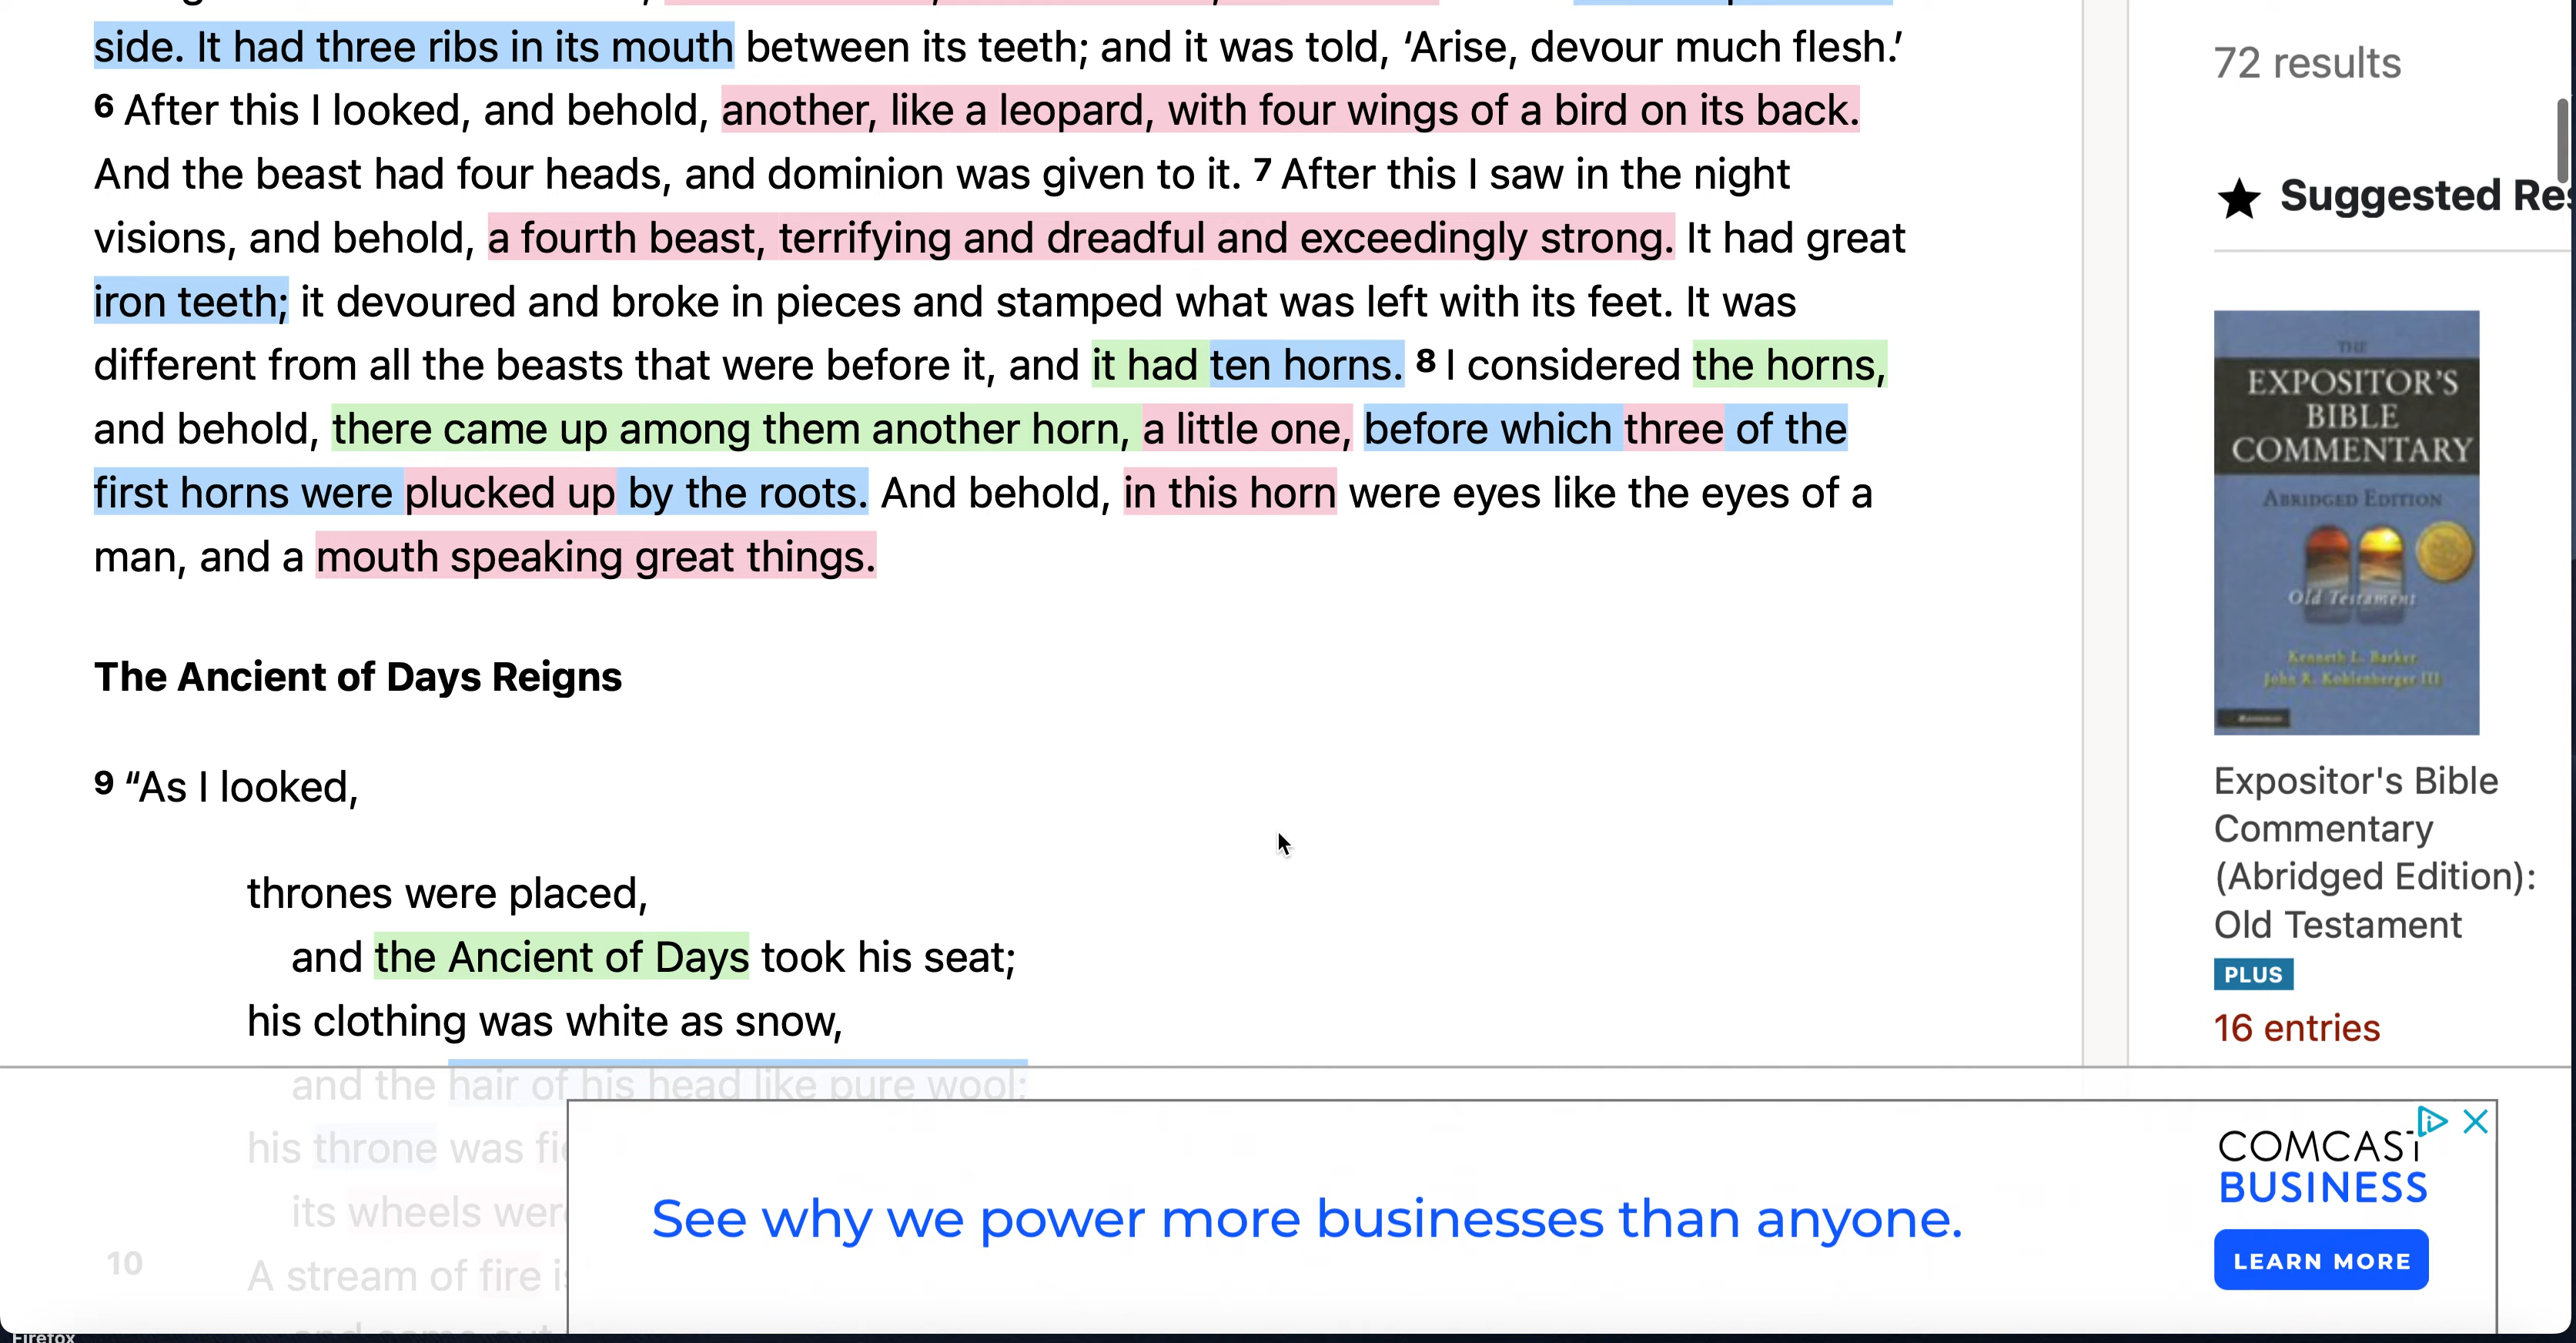 side. It had three ribs in its mouth between its teeth; and it was told, ‘Arise, devour much flesh.’
6 After this I looked, and behold, another, like a leopard, with four wings of a bird on its back.
And the beast had four heads, and dominion was given to it. 7 After this I saw in the night
visions, and behold, a fourth beast, terrifying and dreadful and exceedingly strong. It had great
iron teeth; it devoured and broke in pieces and stamped what was left with its feet. It was
different from all the beasts that were before it, and it had ten horns. 8 I considered the horns,
and behold, there came up among them another horn, a little one, before which three of the
first horns were plucked up by the roots. And behold, in this horn were eyes like the eyes of a
man, and a mouth speaking great things.
The Ancient of Days Reigns
9 “As I looked,
thrones were placed,
and the Ancient of Days took his seat;
his clothing was white as snow,
and the hair of his head like pure wool;
his throne was
its wheels were
10 A stream of fire
72 results
Suggested
THE
EXPOSITOR'S
BIBLE
COMMENTARY
ABRIDGED EDITION
Old Testament
Kenneth L. Barker
John R. Kohlenberger III
Expositor's Bible
Commentary
(Abridged Edition):
Old Testament
PLUS
16 entries
See why we power more businesses than anyone.
COMCAST
BUSINESS
LEARN MORE
Firefox